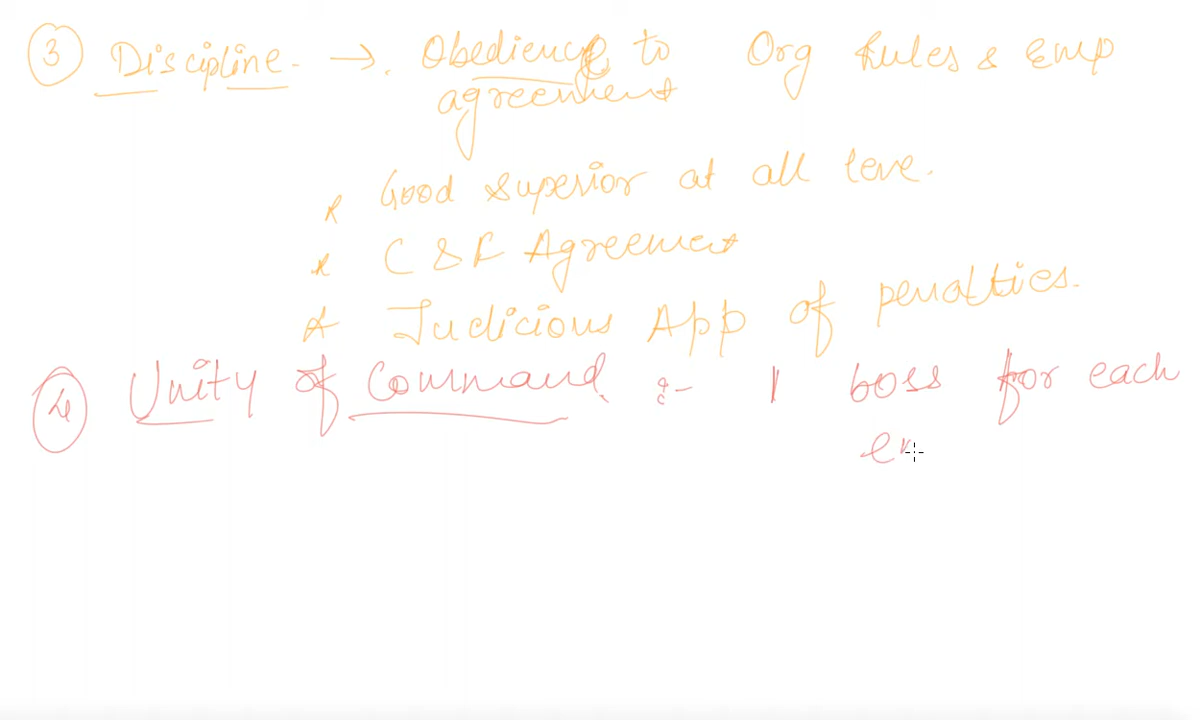 ③ Discipline. → Obedience to Org Rules & Emp
agreement
* Good Superior at all leve.
* C & F Agreement
* Judicious App of penalties.
④ Unity of Command. :- 1 boss for each